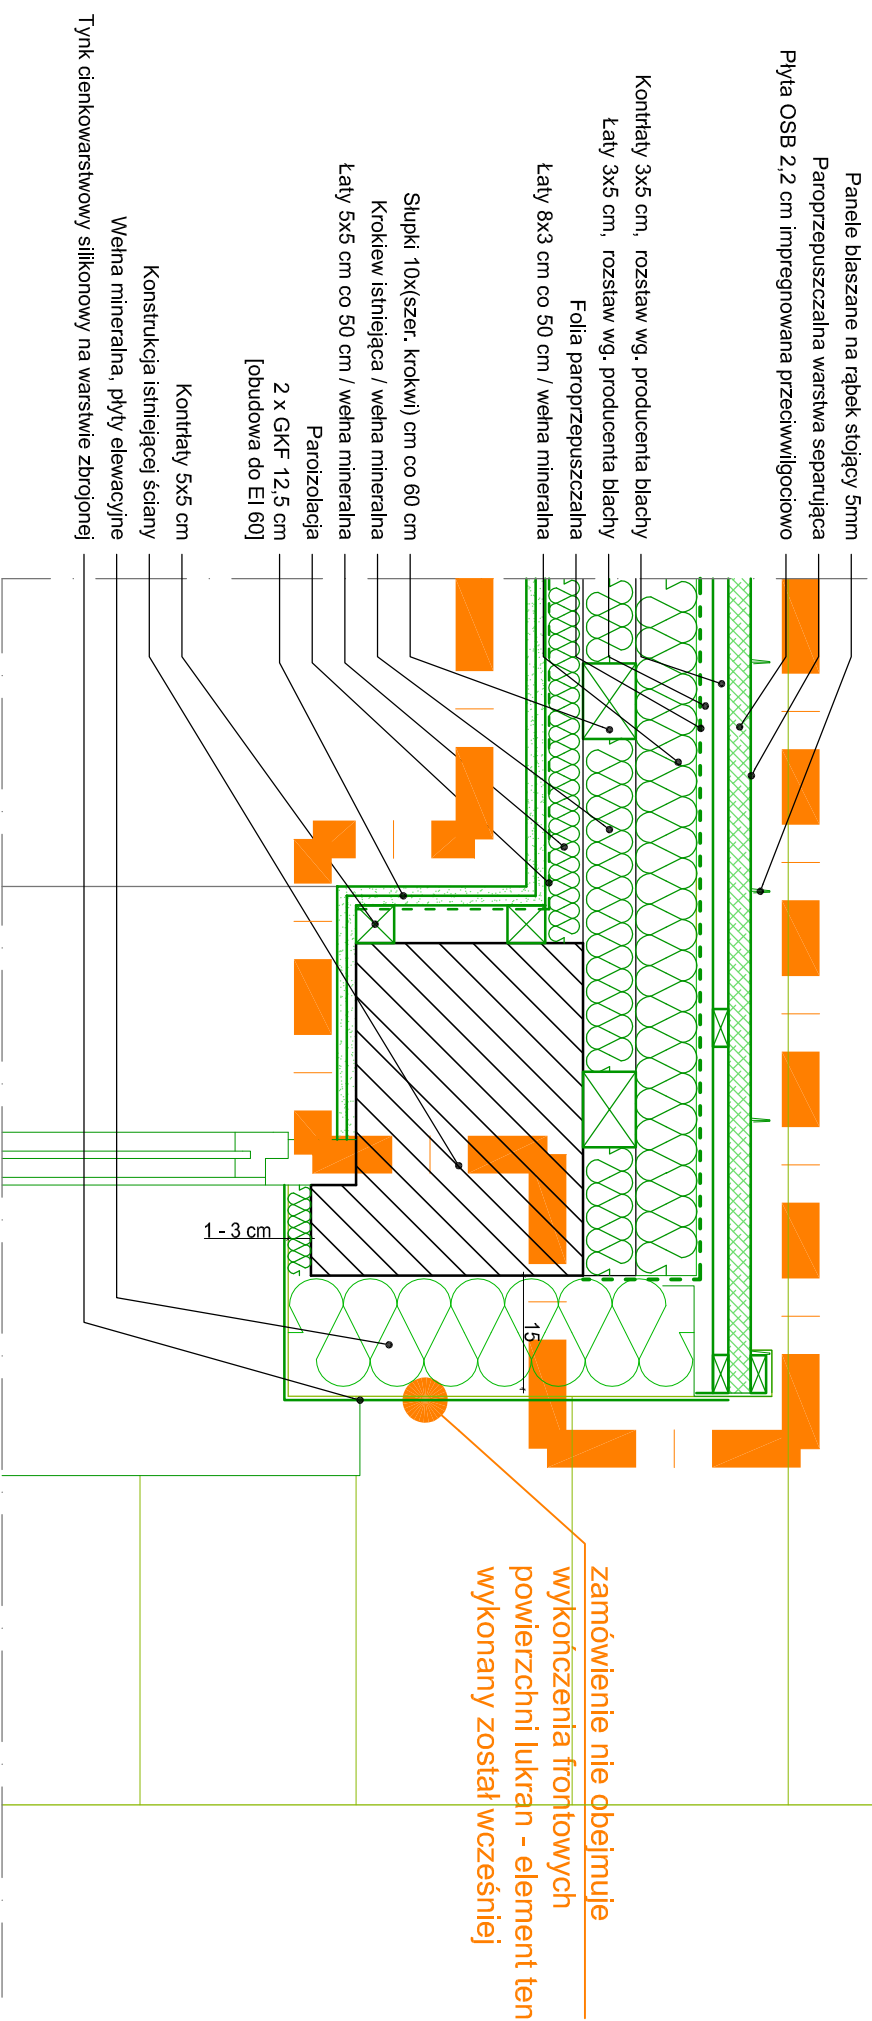 Panele blaszane na rąbek stojący 5mm
Paroprzepuszczalna warstwa separująca
Płyta OSB 2,2 cm impregnowana przeciwwilgociowo
Kontrłaty 3x5 cm, rozstaw wg. producenta blachy
Łaty 3x5 cm, rozstaw wg. producenta blachy
Folia paroprzepuszczalna
Łaty 8x3 cm co 50 cm / wełna mineralna
Słupki 10x(szer. krokwi) cm co 60 cm
Krokiew istniejąca / wełna mineralna
Łaty 5x5 cm co 50 cm / wełna mineralna
Paroizolacja
2 x GKF 12,5 cm
[obudowa do EI 60]
Kontrłaty 5x5 cm
Konstrukcja istniejącej ściany
Wełna mineralna, płyty elewacyjne
Tynk cienkowarstwowy silikonowy na warstwie zbrojonej
1 - 3 cm
15
zamówienie nie obejmuje
wykończenia frontowych
powierzchni lukran - element ten
wykonany został wcześniej